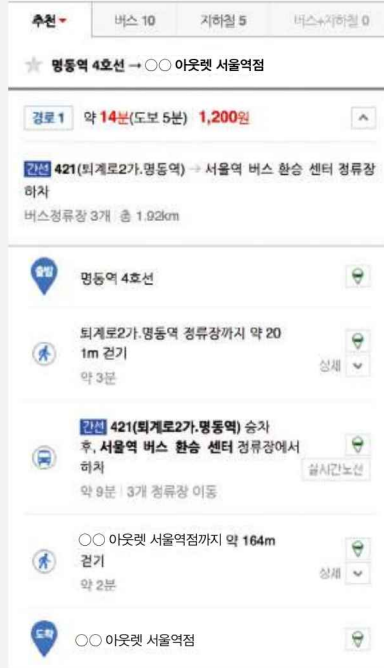 추천 버스 10 지하철 5 버스+지하철 0
명동역 4호선 → ○○ 아웃렛 서울역점
경로 1 약 14분(도보 5분) 1,200원
간선 421(퇴계로2가.명동역) → 서울역 버스 환승 센터 정류장
하차
버스정류장 3개 총 1.92km
출발 명동역 4호선
퇴계로2가.명동역 정류장까지 약 20
1m 걷기
상세
약 3분
간선 421(퇴계로2가.명동역) 승차
후, 서울역 버스 환승 센터 정류장에서
하차
실시간노선
약 9분 3개 정류장 이동
○○ 아웃렛 서울역점까지 약 164m
걷기
상세
약 2분
도착 ○○ 아웃렛 서울역점